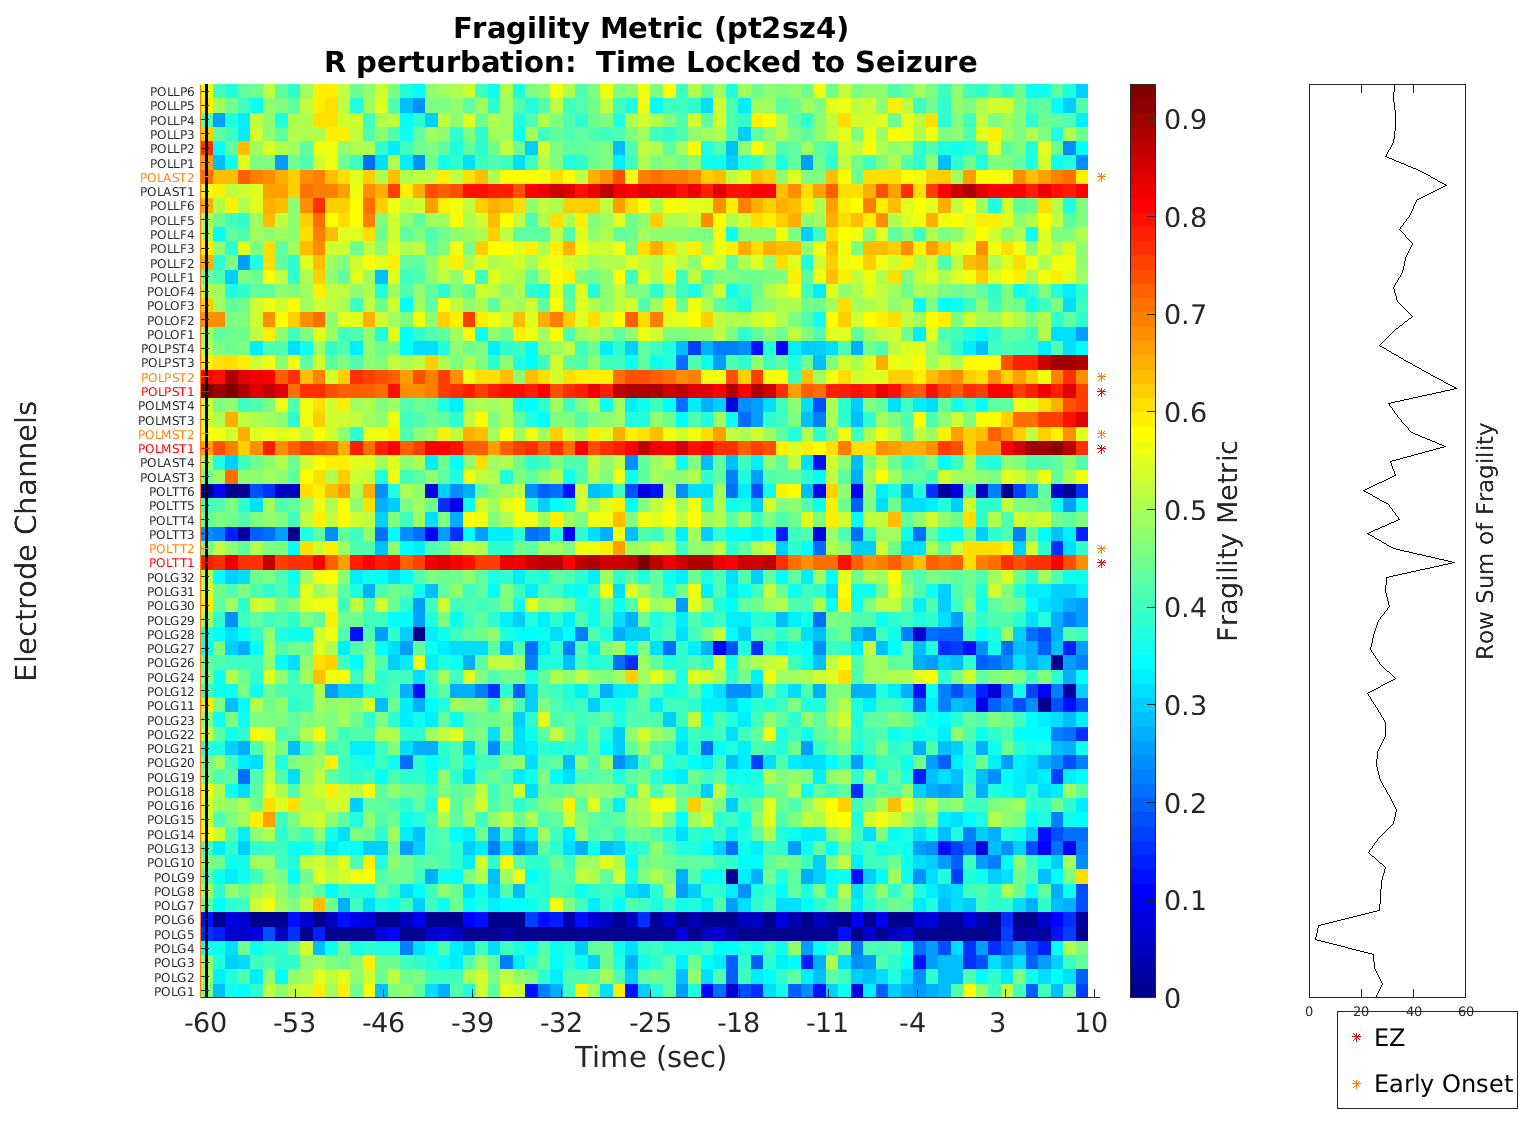 Fragility Metric (pt2sz4)
R perturbation: Time Locked to Seizure
Electrode Channels
POLLP6
POLLP5
POLLP4
POLLP3
POLLP2
POLLP1
POLAST2
POLAST1
POLLF6
POLLF5
POLLF4
POLLF3
POLLF2
POLLF1
POLOF4
POLOF3
POLOF2
POLOF1
POLPST4
POLPST3
POLPST2
POLPST1
POLMST4
POLMST3
POLMST2
POLMST1
POLAST4
POLAST3
POLTT6
POLTT5
POLTT4
POLTT3
POLTT2
POLTT1
POLG32
POLG31
POLG30
POLG29
POLG28
POLG27
POLG26
POLG24
POLG12
POLG11
POLG23
POLG22
POLG21
POLG20
POLG19
POLG18
POLG16
POLG15
POLG14
POLG13
POLG10
POLG9
POLG8
POLG7
POLG6
POLG5
POLG4
POLG3
POLG2
POLG1
-60 -53 -46 -39 -32 -25 -18 -11 -4 3 10
Time (sec)
0.9
0.8
0.7
0.6
0.5
0.4
0.3
0.2
0.1
0
Fragility Metric
0 20 40 60
Row Sum of Fragility
EZ
Early Onset